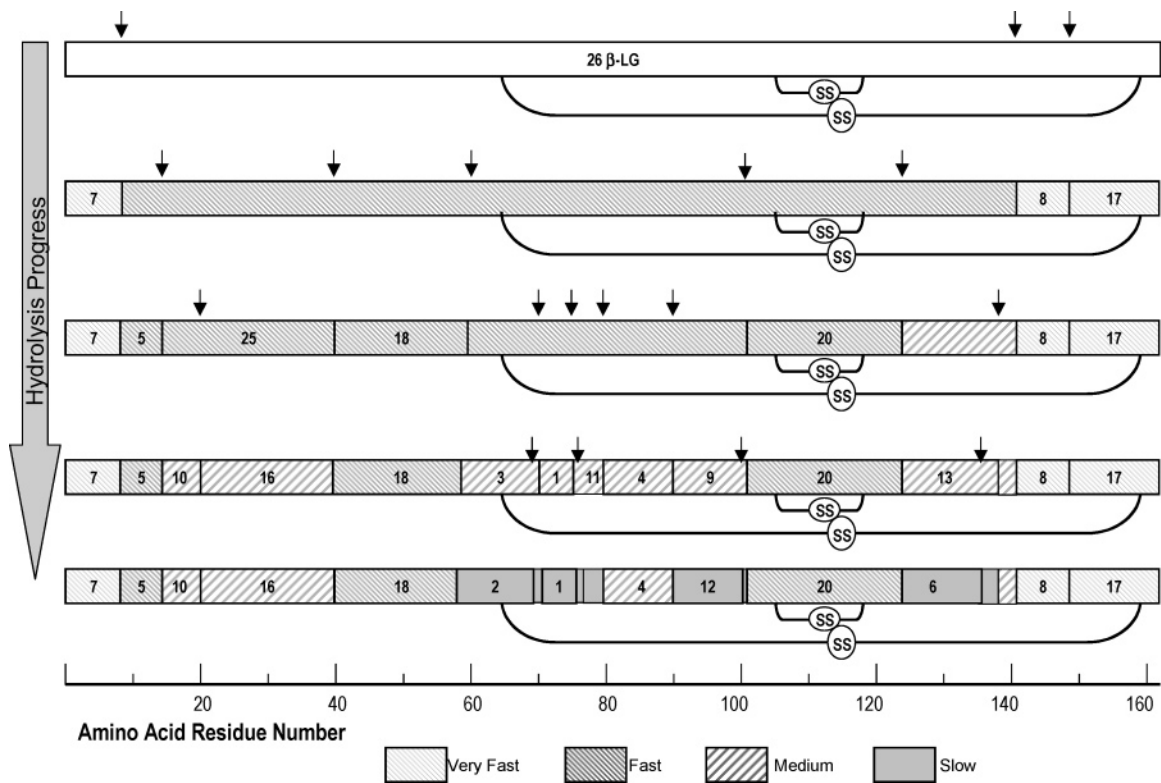 Hydrolysis Progress
26 β-LG
SS
SS
7 8 17
SS
SS
7 5 25 18 20 8 17
SS
SS
7 5 10 16 18 3 1 11 4 9 20 13 8 17
SS
SS
7 5 10 16 18 2 1 4 12 20 6 8 17
SS
SS
20 40 60 80 100 120 140 160
Amino Acid Residue Number
Very Fast Fast Medium Slow